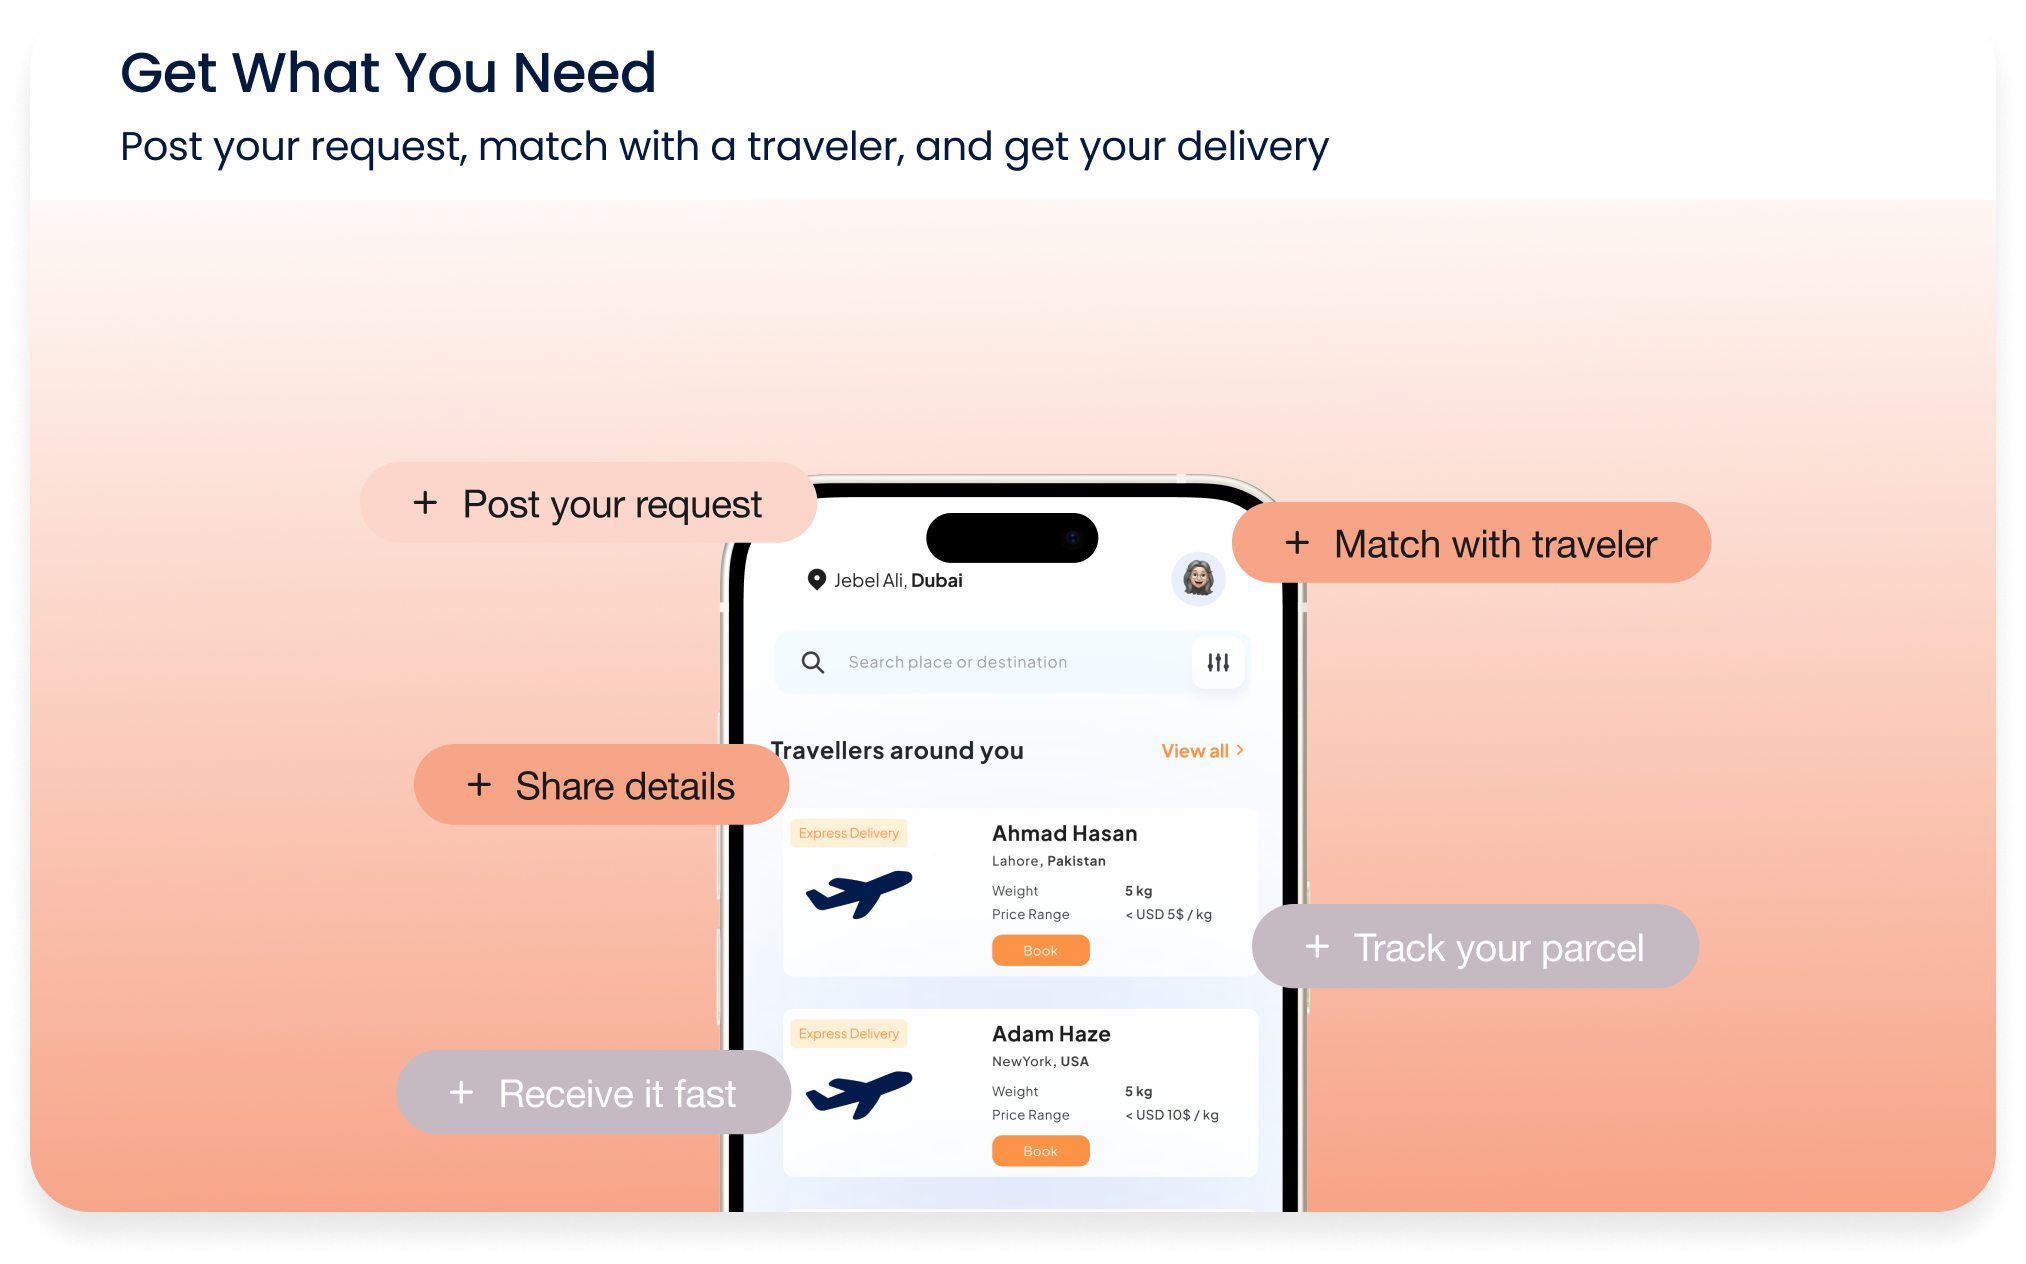 Get What You Need
Post your request, match with a traveler, and get your delivery
+ Post your request
+ Match with traveler
Jebel Ali, Dubai
Search place or destination
+ Share details
Travellers around you
View all >
Express Delivery
Ahmad Hasan
Lahore, Pakistan
Weight 5 kg
Price Range < USD 5$ / kg
Book
+ Track your parcel
Express Delivery
Adam Haze
NewYork, USA
Weight 5 kg
Price Range < USD 10$ / kg
Book
+ Receive it fast